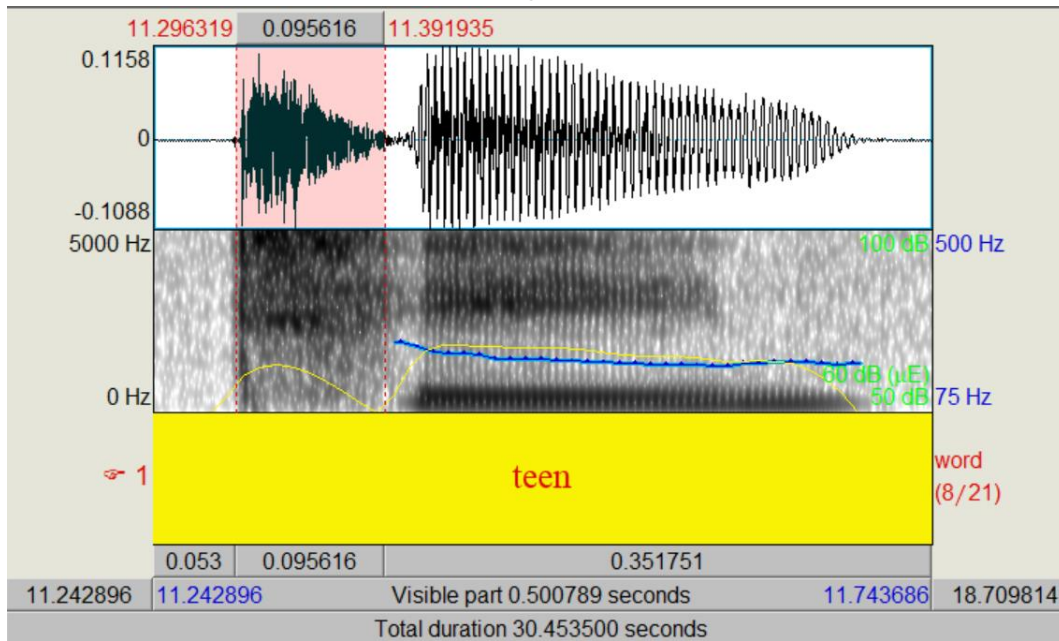 11.296319 0.095616 11.391935
0.1158
0
-0.1088
5000 Hz 100 dB 500 Hz
60 dB (µE)
0 Hz 50 dB 75 Hz
☞ 1 teen word
(8/21)
0.053 0.095616 0.351751
11.242896 11.242896 Visible part 0.500789 seconds 11.743686 18.709814
Total duration 30.453500 seconds